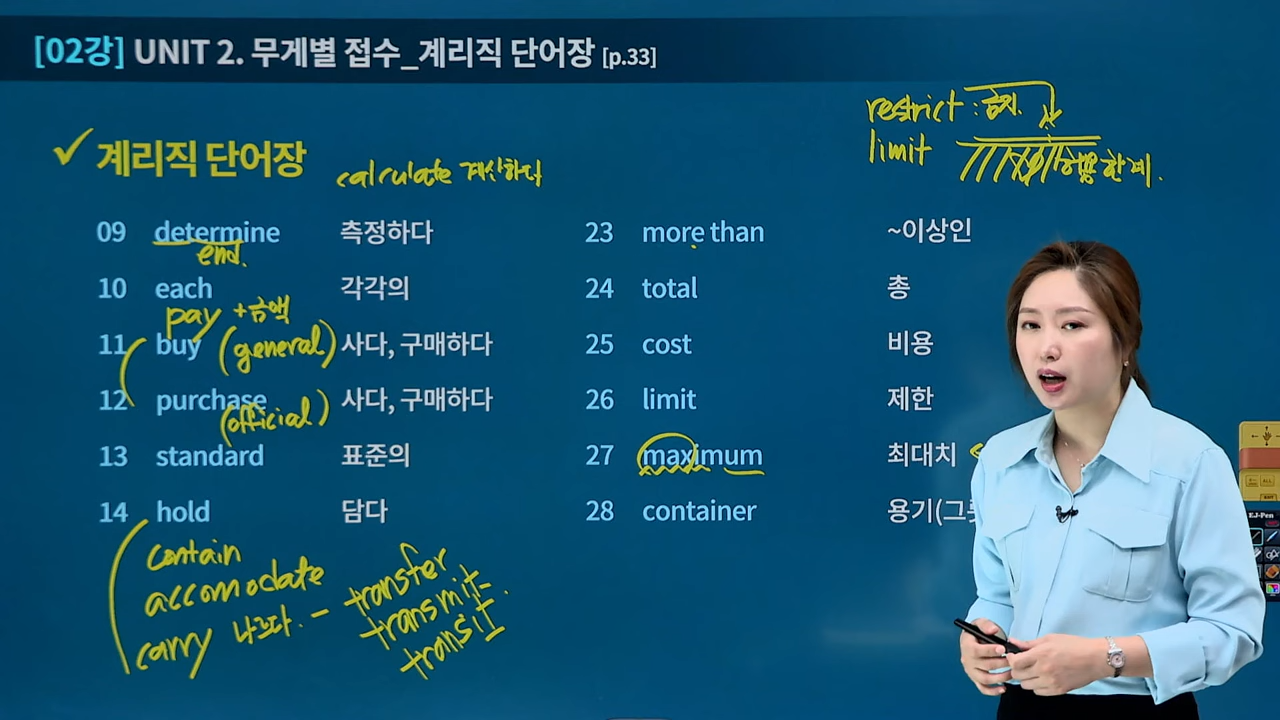 [02강] UNIT 2. 무게별 접수_계리직 단어장 [p.33]
restrict :
limit 한계.
✓ 계리직 단어장
calculate 계산하다
09 determine 측정하다
end.
10 each 각각의
pay +금액
11 buy (general) 사다, 구매하다
12 purchase 사다, 구매하다
(official)
13 standard 표준의
14 hold 담다
contain
accomodate
carry 나르다. - transfer
transmit
transit
23 more than ~이상인
24 total 총
25 cost 비용
26 limit 제한
27 maximum 최대치
28 container 용기(그
EJ-Pen